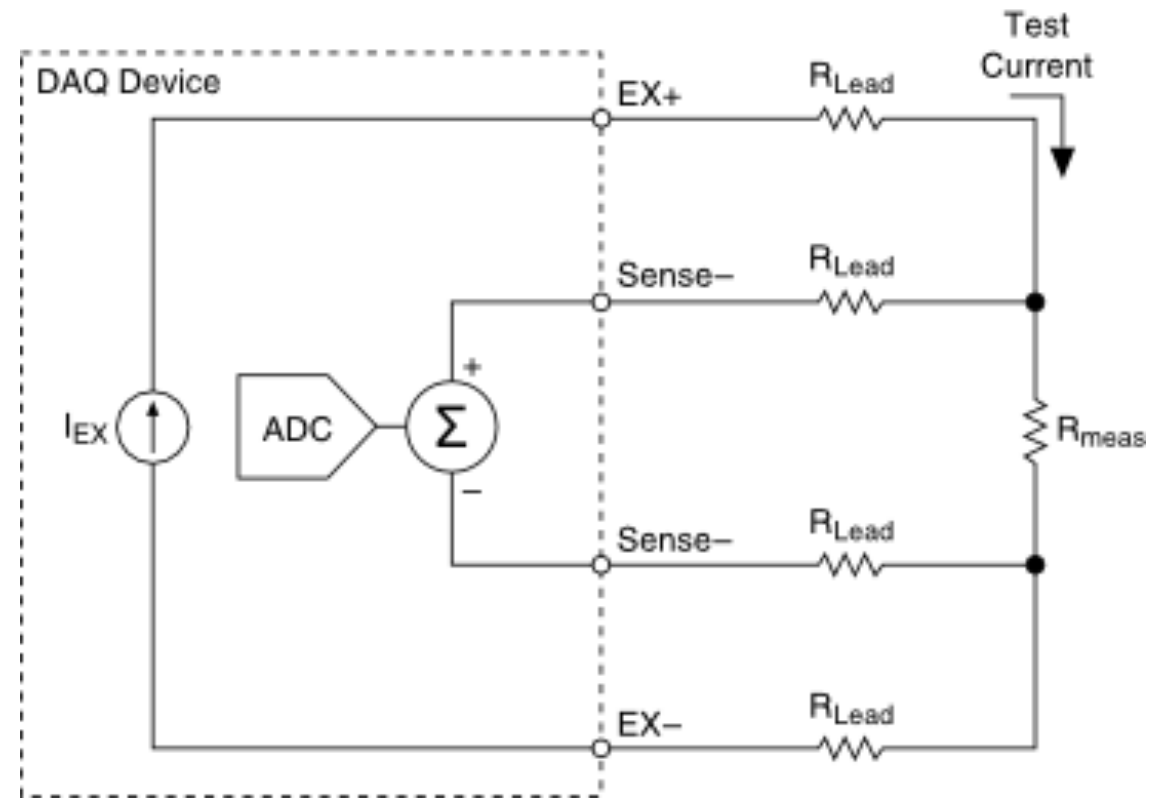 Test
Current
DAQ Device
EX+
RLead
Sense–
RLead
+
IEX
ADC
Σ
Rmeas
–
Sense–
RLead
EX–
RLead